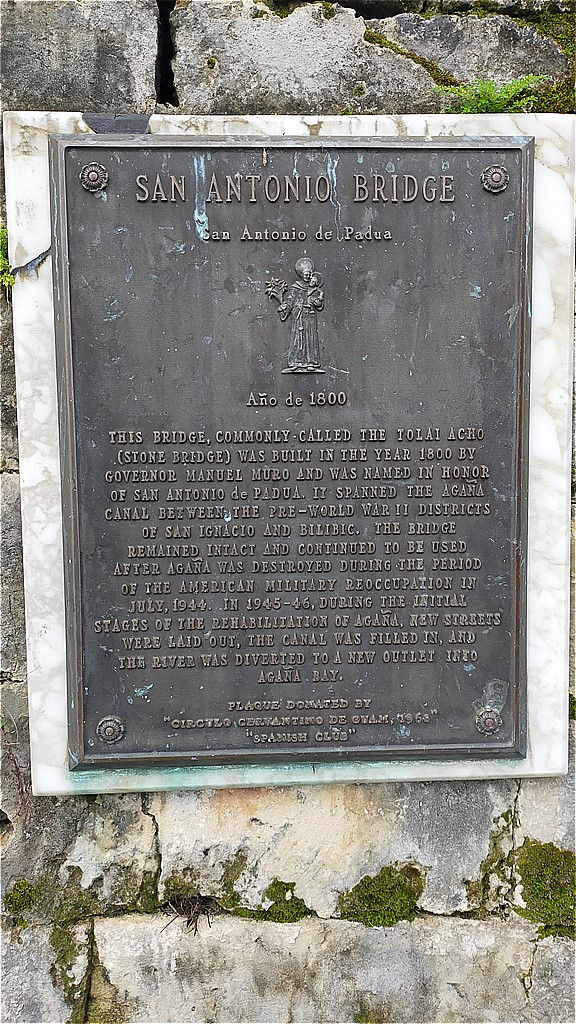 SAN ANTONIO BRIDGE
San Antonio de Padua
Año de 1800
THIS BRIDGE, COMMONLY CALLED THE TOLAI ACHO
(STONE BRIDGE) WAS BUILT IN THE YEAR 1800 BY
GOVERNOR MANUEL MURO AND WAS NAMED IN HONOR
OF SAN ANTONIO de PADUA. IT SPANNED THE AGAÑA
CANAL BETWEEN THE PRE-WORLD WAR II DISTRICTS
OF SAN IGNACIO AND BILIBIC. THE BRIDGE
REMAINED INTACT AND CONTINUED TO BE USED
AFTER AGAÑA WAS DESTROYED DURING THE PERIOD
OF THE AMERICAN MILITARY REOCCUPATION IN
JULY, 1944. IN 1945-46, DURING THE INITIAL
STAGES OF THE REHABILITATION OF AGAÑA, NEW STREETS
WERE LAID OUT, THE CANAL WAS FILLED IN, AND
THE RIVER WAS DIVERTED TO A NEW OUTLET INTO
AGAÑA BAY.
PLAQUE DONATED BY
"CIRCULO CERVANTINO DE GUAM,
"SPANISH CLUB"